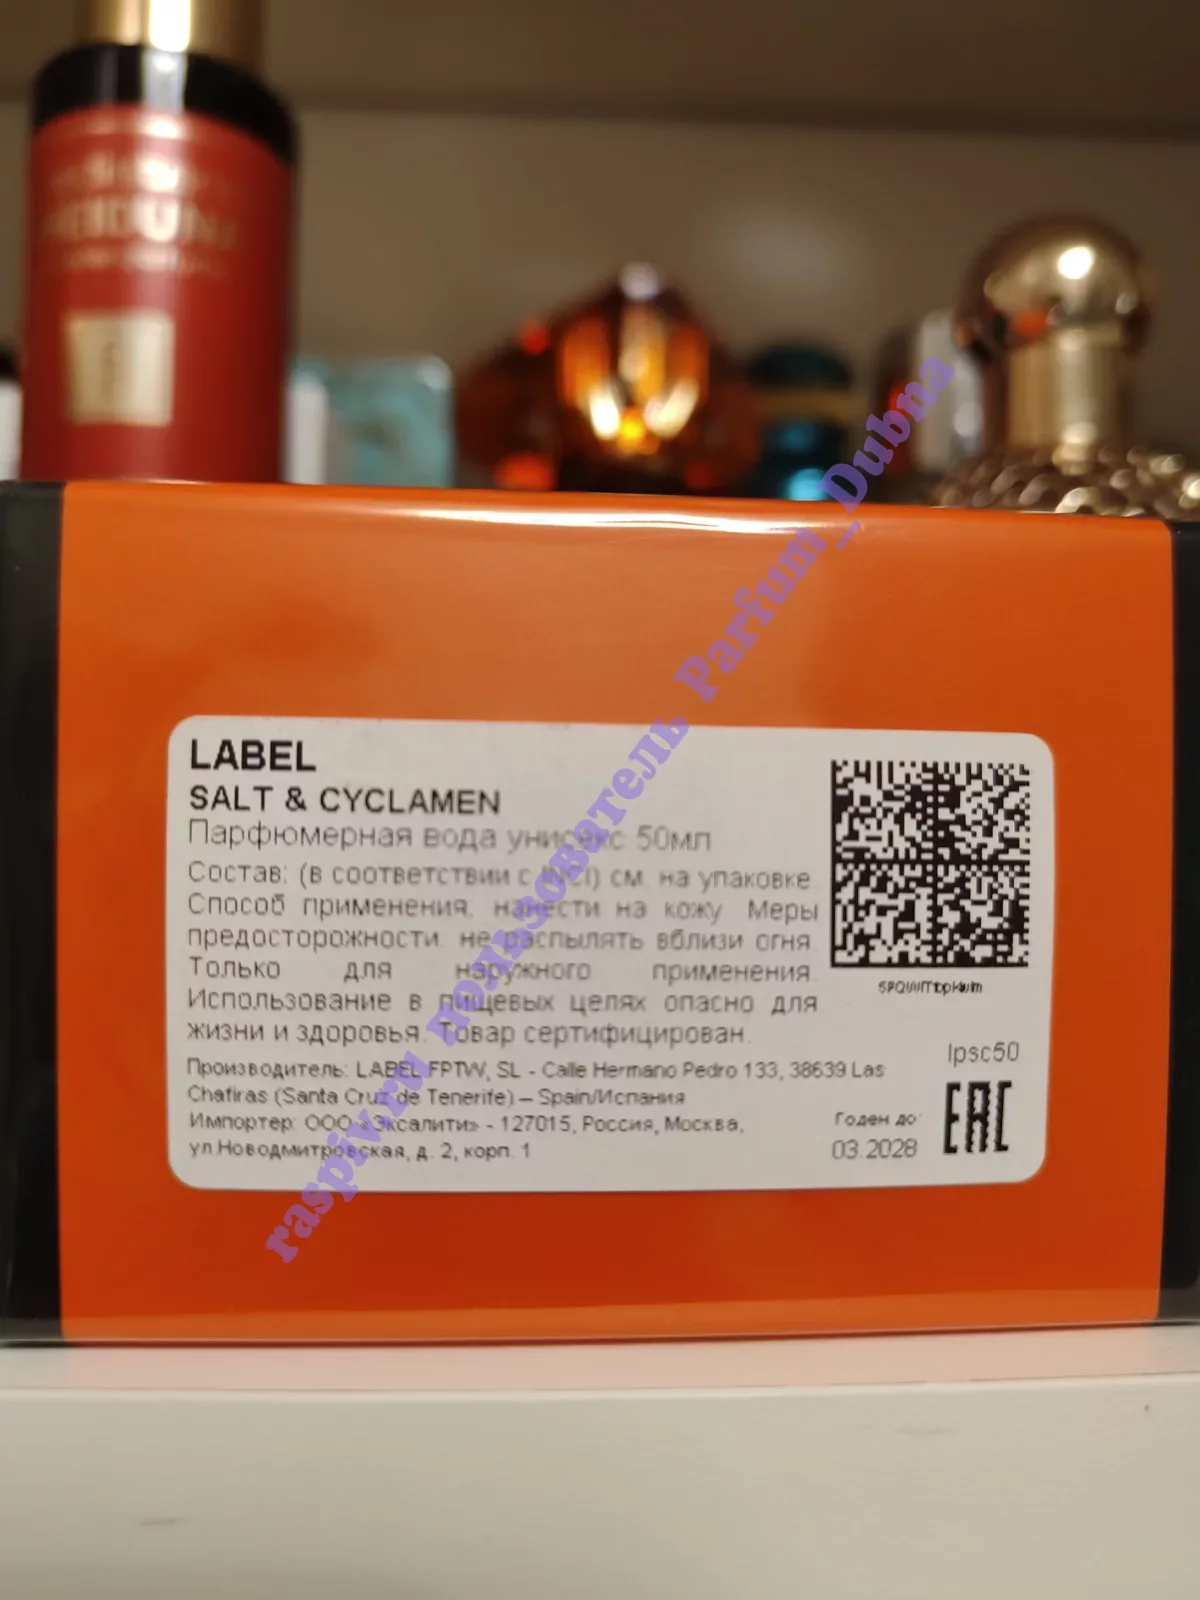 LABEL
SALT & CYCLAMEN
Парфюмерная вода унисекс 50мл
Состав: (в соответствии с INCI) см. на упаковке.
Способ применения: нанести на кожу. Меры
предосторожности: не распылять вблизи огня.
Только для наружного применения.
Использование в пищевых целях опасно для
жизни и здоровья. Товар сертифицирован.
Производитель: LABEL FPTW, SL - Calle Hermano Pedro 133, 38639 Las
Chafiras (Santa Cruz de Tenerife) – Spain/Испания
Импортер: ООО «Эксалити» - 127015, Россия, Москва,
ул.Новодмитровская, д. 2, корп. 1
lpsc50
Годен до:
03.2028
EAC
raspiv.ru пользователь Parfum_Dubna